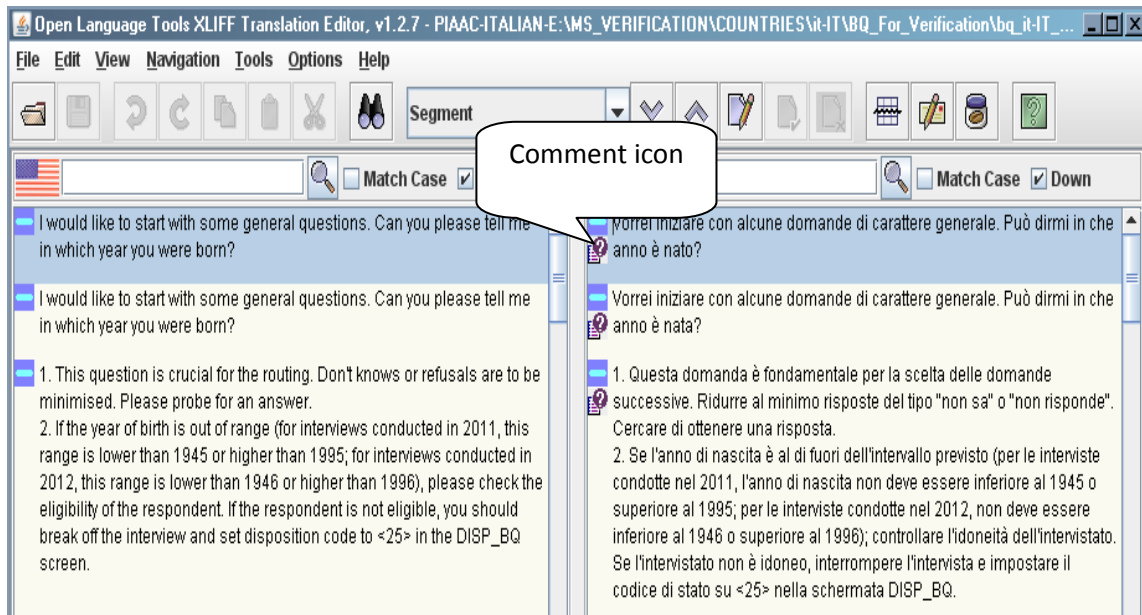 Open Language Tools XLIFF Translation Editor, v1.2.7 - PIAAC-ITALIAN-E:\MS_VERIFICATION\COUNTRIES\it-IT\BQ_For_Verification\bq_it-IT_...
File Edit View Navigation Tools Options Help
Segment
Comment icon
Match Case
Match Case Down
I would like to start with some general questions. Can you please tell me
in which year you were born?
I would like to start with some general questions. Can you please tell me
in which year you were born?
1. This question is crucial for the routing. Don't knows or refusals are to be
minimised. Please probe for an answer.
2. If the year of birth is out of range (for interviews conducted in 2011, this
range is lower than 1945 or higher than 1995; for interviews conducted in
2012, this range is lower than 1946 or higher than 1996), please check the
eligibility of the respondent. If the respondent is not eligible, you should
break off the interview and set disposition code to <25> in the DISP_BQ
screen.
Vorrei iniziare con alcune domande di carattere generale. Può dirmi in che
anno è nato?
Vorrei iniziare con alcune domande di carattere generale. Può dirmi in che
anno è nata?
1. Questa domanda è fondamentale per la scelta delle domande
successive. Ridurre al minimo risposte del tipo "non sa" o "non risponde".
Cercare di ottenere una risposta.
2. Se l'anno di nascita è al di fuori dell'intervallo previsto (per le interviste
condotte nel 2011, l'anno di nascita non deve essere inferiore al 1945 o
superiore al 1995; per le interviste condotte nel 2012, non deve essere
inferiore al 1946 o superiore al 1996); controllare l'idoneità dell'intervistato.
Se l'intervistato non è idoneo, interrompere l'intervista e impostare il
codice di stato su <25> nella schermata DISP_BQ.